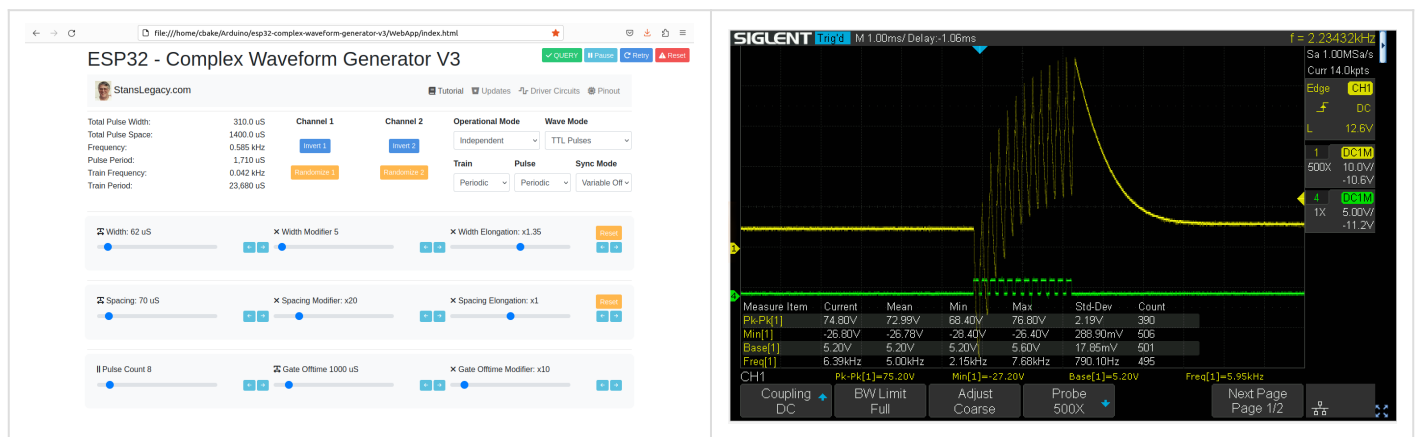 file:///home/cbake/Arduino/esp32-complex-waveform-generator-v3/WebApp/index.html
ESP32 - Complex Waveform Generator V3
QUERY Pause Retry Reset
StansLegacy.com
Tutorial Updates Driver Circuits Pinout
Total Pulse Width: 310.0 uS
Total Pulse Space: 1400.0 uS
Frequency: 0.585 kHz
Pulse Period: 1,710 uS
Train Frequency: 0.042 kHz
Train Period: 23,680 uS
Channel 1 Channel 2
Invert 1 Invert 2
Randomize 1 Randomize 2
Operational Mode Wave Mode
Independent TTL Pulses
Train Pulse Sync Mode
Periodic Periodic Variable Off
Width: 62 uS × Width Modifier 5 × Width Elongation: x1.35 Reset
Spacing: 70 uS × Spacing Modifier: x20 × Spacing Elongation: x1 Reset
Pulse Count 8 Gate Offtime 1000 uS × Gate Offtime Modifier: x10
SIGLENT Trig'd M 1.00ms/ Delay:-1.06ms f = 2.23432kHz
Sa 1.00MSa/s
Curr 14.0kpts
Edge CH1
DC
L 12.6V
1 DC1M
500X 10.0V/
-10.6V
4 DC1M
1X 5.00V/
-11.2V
1
4
Measure Item Current Mean Min Max Std-Dev Count
Pk-Pk[1] 74.80V 72.99V 68.40V 76.80V 2.19V 390
Min[1] -26.80V -26.78V -28.40V -26.40V 288.90mV 506
Base[1] 5.20V 5.20V 5.20V 5.60V 17.85mV 501
Freq[1] 6.39kHz 5.00kHz 2.15kHz 7.68kHz 790.10Hz 495
CH1 Pk-Pk[1]=75.20V Min[1]=-27.20V Base[1]=5.20V Freq[1]=5.95kHz
Coupling BW Limit Adjust Probe Next Page
DC Full Coarse 500X Page 1/2